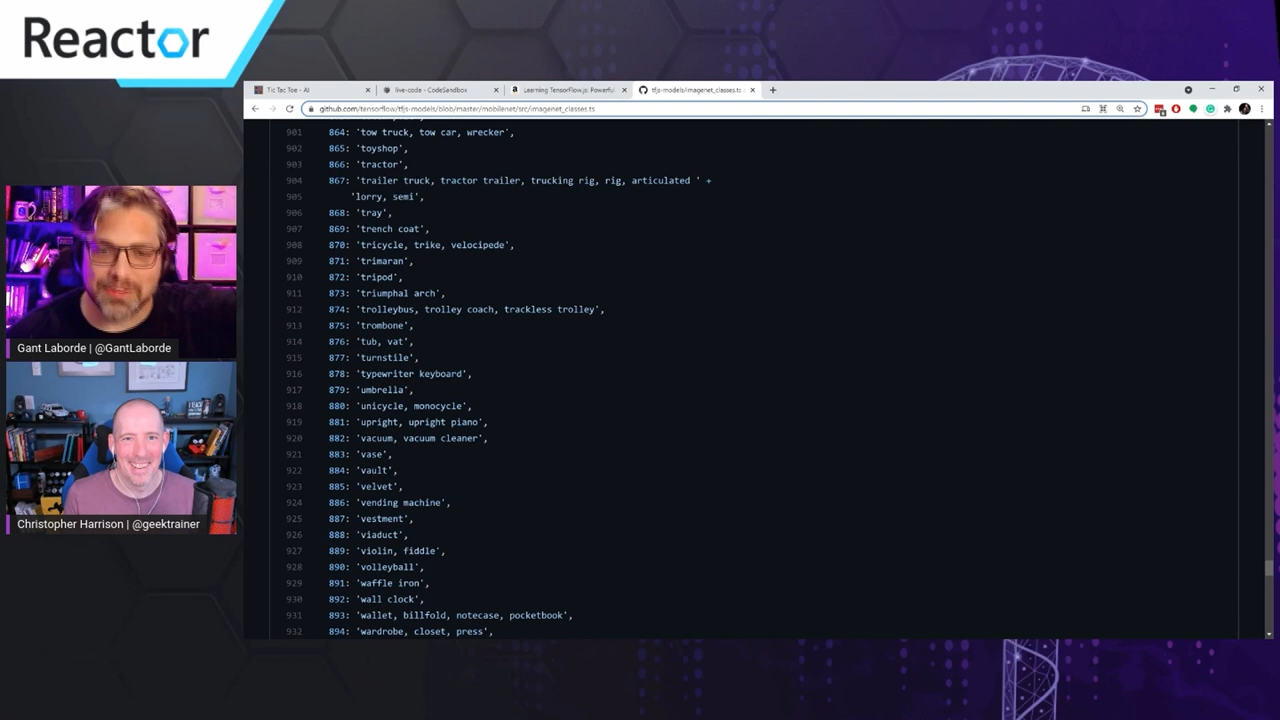 Reactor
Tic Tac Toe - AI
live-code - CodeSandbox
Learning TensorFlow.js: Powerful
tfjs-models/imagenet_classes.ts
github.com/tensorflow/tfjs-models/blob/master/mobilenet/src/imagenet_classes.ts
901 864: 'tow truck, tow car, wrecker',
902 865: 'toyshop',
903 866: 'tractor',
904 867: 'trailer truck, tractor trailer, trucking rig, rig, articulated ' +
905 'lorry, semi',
906 868: 'tray',
907 869: 'trench coat',
908 870: 'tricycle, trike, velocipede',
909 871: 'trimaran',
910 872: 'tripod',
911 873: 'triumphal arch',
912 874: 'trolleybus, trolley coach, trackless trolley',
913 875: 'trombone',
914 876: 'tub, vat',
915 877: 'turnstile',
916 878: 'typewriter keyboard',
917 879: 'umbrella',
918 880: 'unicycle, monocycle',
919 881: 'upright, upright piano',
920 882: 'vacuum, vacuum cleaner',
921 883: 'vase',
922 884: 'vault',
923 885: 'velvet',
924 886: 'vending machine',
925 887: 'vestment',
926 888: 'viaduct',
927 889: 'violin, fiddle',
928 890: 'volleyball',
929 891: 'waffle iron',
930 892: 'wall clock',
931 893: 'wallet, billfold, notecase, pocketbook',
932 894: 'wardrobe, closet, press',
Gant Laborde | @GantLaborde
Christopher Harrison | @geektrainer